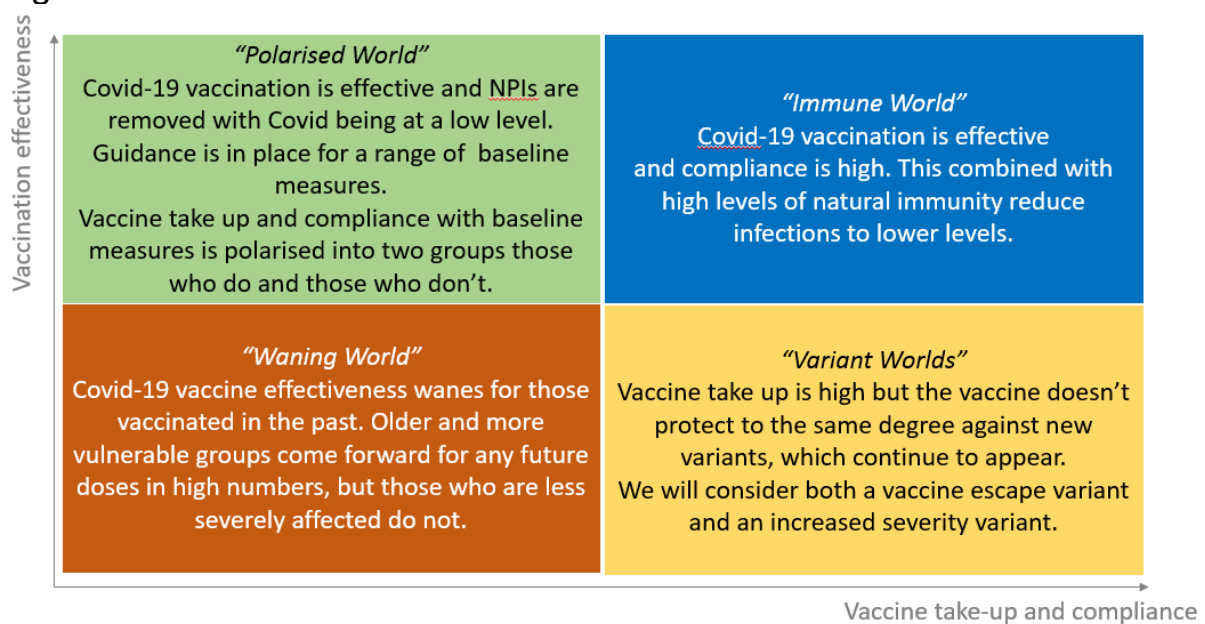 Vaccination effectiveness
“Polarised World”
Covid-19 vaccination is effective and NPIs are
removed with Covid being at a low level.
Guidance is in place for a range of baseline
measures.
Vaccine take up and compliance with baseline
measures is polarised into two groups those
who do and those who don’t.
“Immune World”
Covid-19 vaccination is effective
and compliance is high. This combined with
high levels of natural immunity reduce
infections to lower levels.
“Waning World”
Covid-19 vaccine effectiveness wanes for those
vaccinated in the past. Older and more
vulnerable groups come forward for any future
doses in high numbers, but those who are less
severely affected do not.
“Variant Worlds”
Vaccine take up is high but the vaccine doesn’t
protect to the same degree against new
variants, which continue to appear.
We will consider both a vaccine escape variant
and an increased severity variant.
Vaccine take-up and compliance